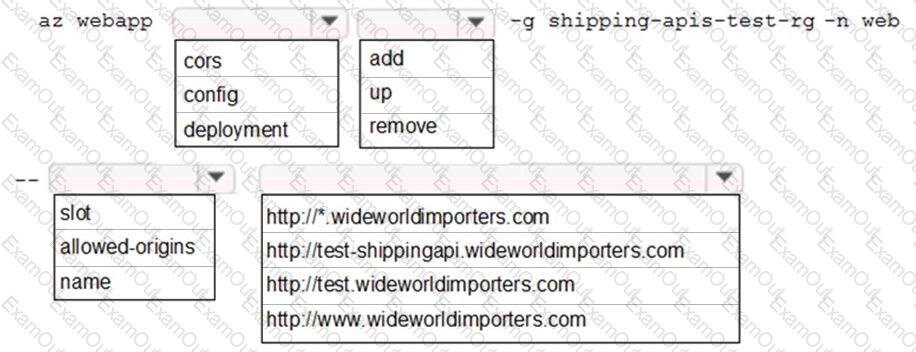 az webapp -g shipping-apis-test-rg -n web
cors add
config up
deployment remove
--
slot http://*.wideworldimporters.com
allowed-origins http://test-shippingapi.wideworldimporters.com
name http://test.wideworldimporters.com
http://www.wideworldimporters.com